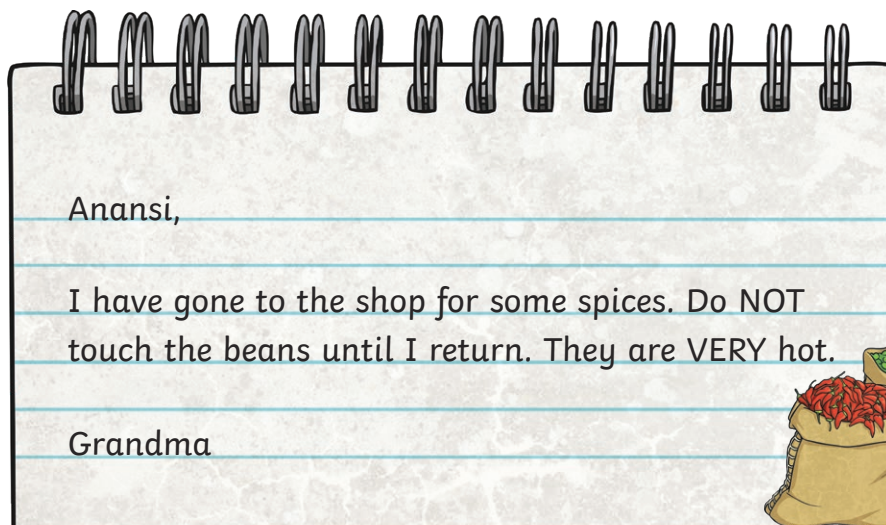 Anansi,
I have gone to the shop for some spices. Do NOT
touch the beans until I return. They are VERY hot.
Grandma